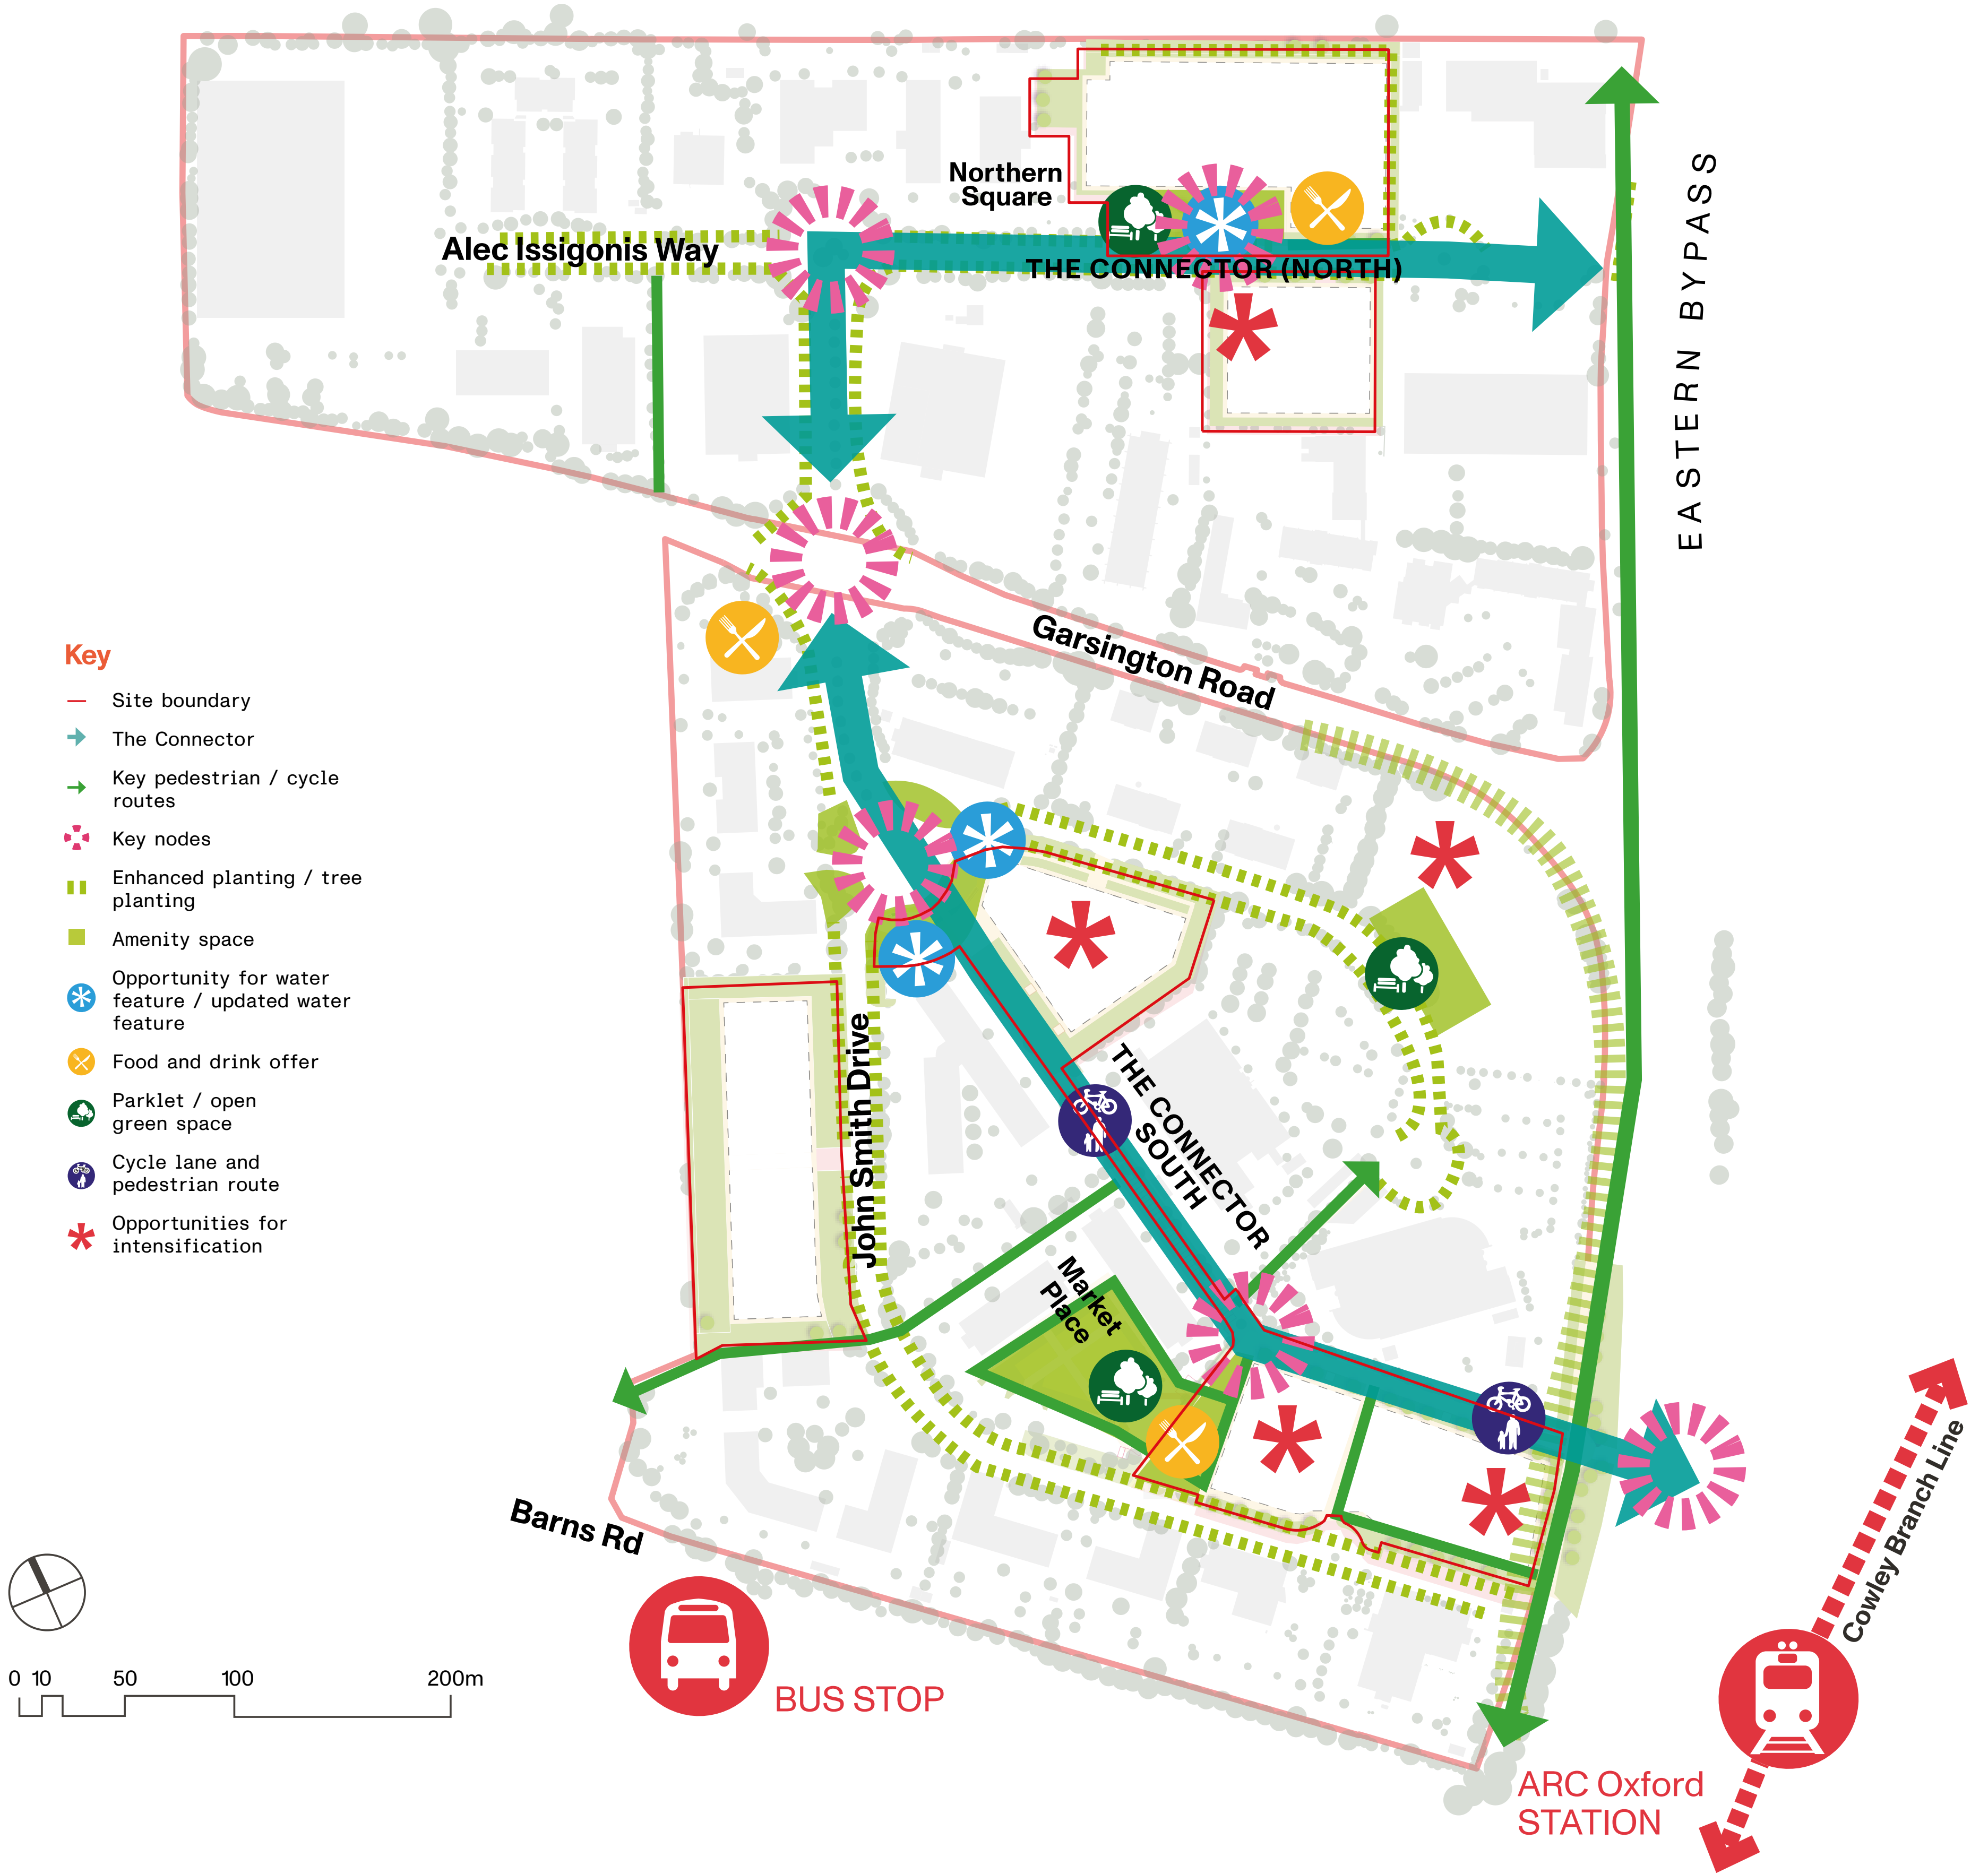 Northern
Square
Alec Issigonis Way
THE CONNECTOR (NORTH)
EASTERN BYPASS
Garsington Road
Key
Site boundary
The Connector
Key pedestrian / cycle
routes
Key nodes
Enhanced planting / tree
planting
Amenity space
Opportunity for water
feature / updated water
feature
Food and drink offer
Parklet / open
green space
Cycle lane and
pedestrian route
Opportunities for
intensification
John Smith Drive
THE CONNECTOR
SOUTH
Market
Place
Barns Rd
Cowley Branch Line
0 10 50 100 200m
BUS STOP
ARC Oxford
STATION